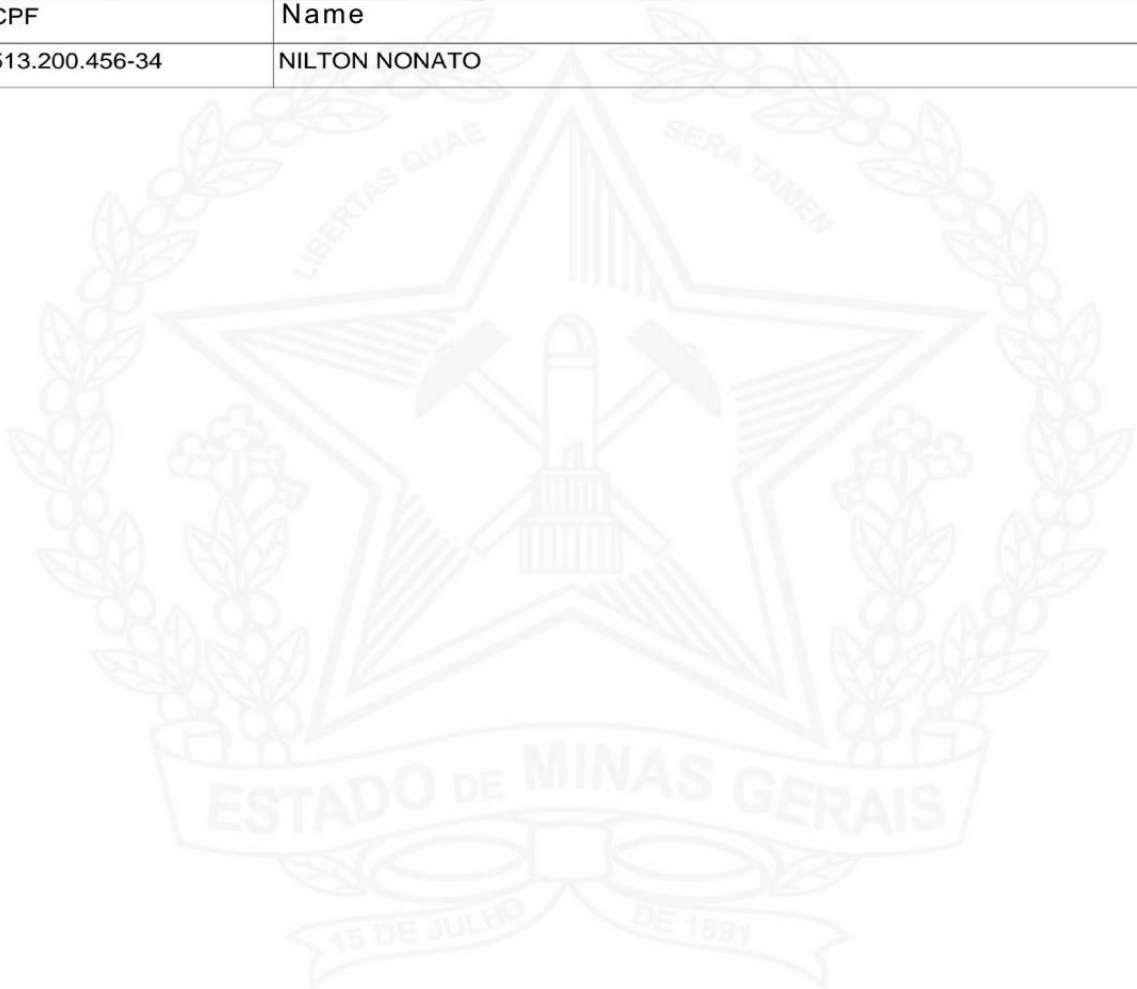 CPF Name
513.200.456-34 NILTON NONATO
LIBERTAS QUAE SERA TAMEN
ESTADO DE MINAS GERAIS
15 DE JULHO DE 1891